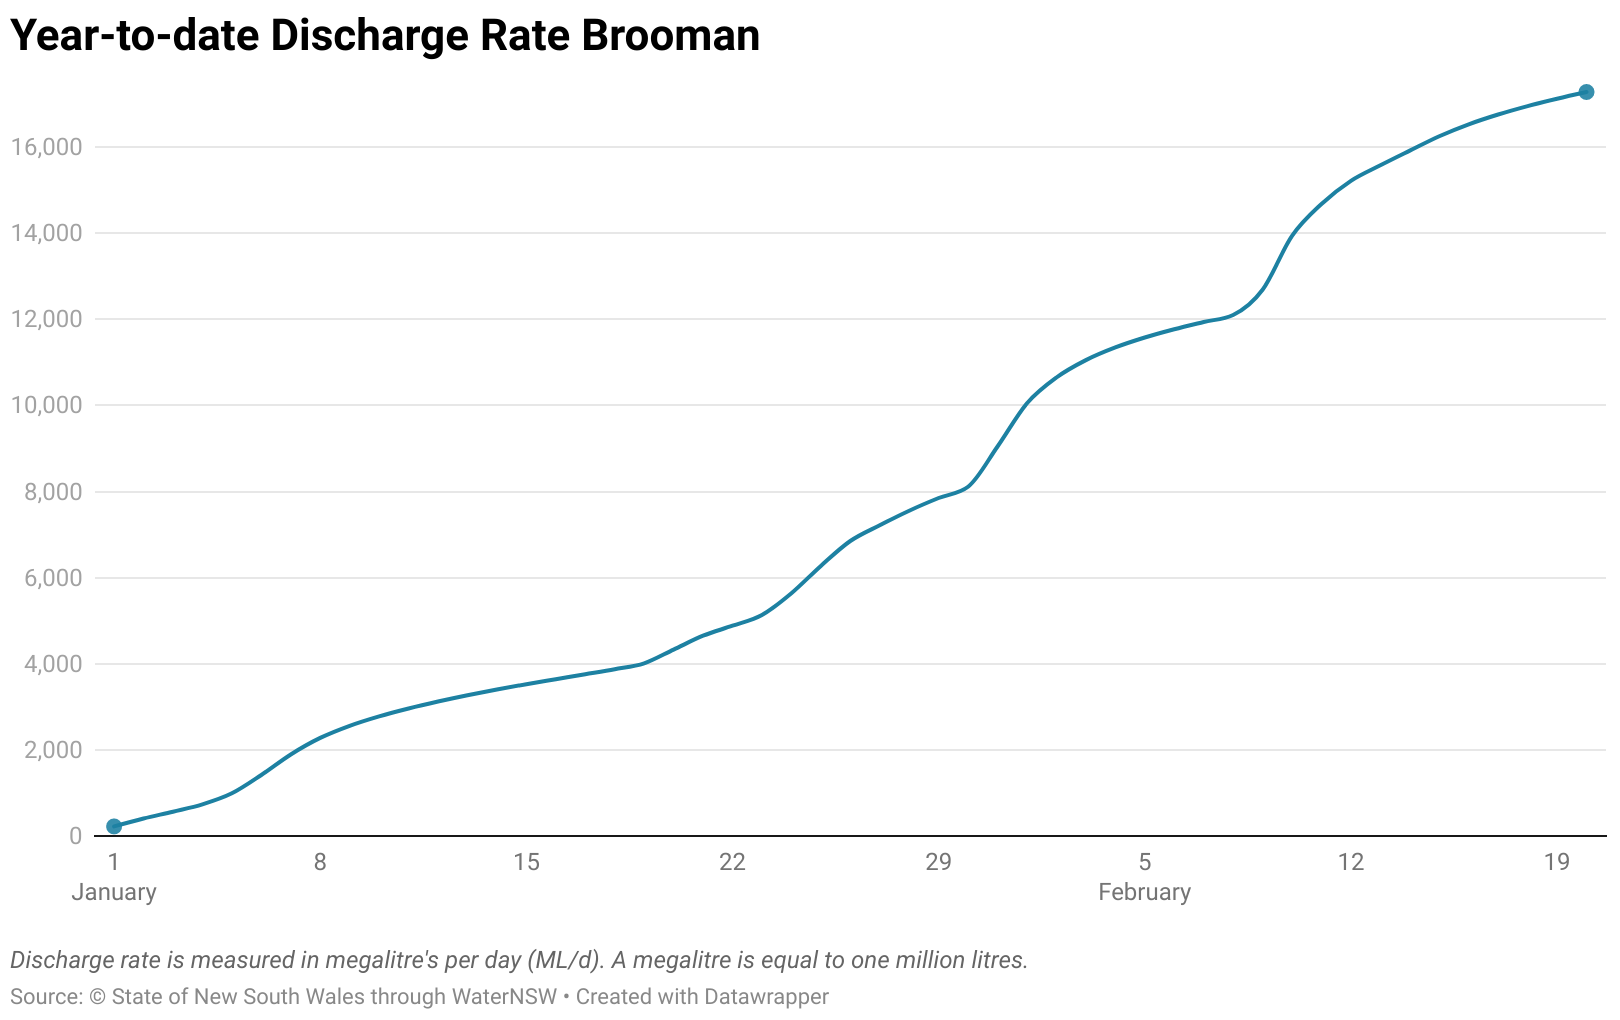 Year-to-date Discharge Rate Brooman
16,000
14,000
12,000
10,000
8,000
6,000
4,000
2,000
0
1 8 15 22 29 5 12 19
January February
Discharge rate is measured in megalitre's per day (ML/d). A megalitre is equal to one million litres.
Source: © State of New South Wales through WaterNSW • Created with Datawrapper